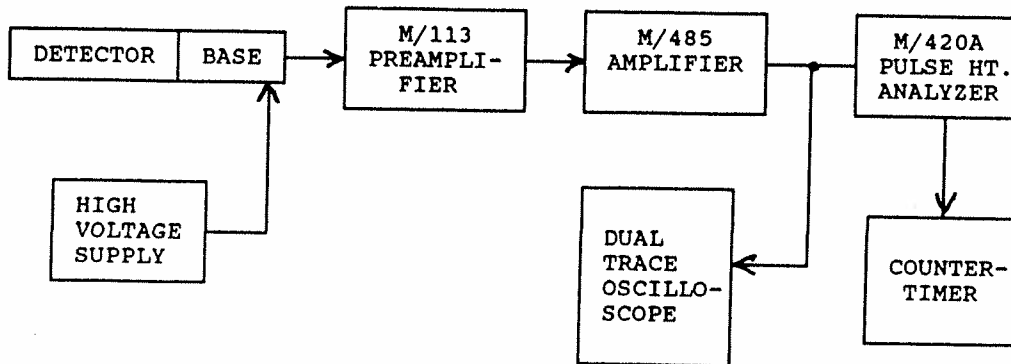 DETECTOR
BASE
M/113
PREAMPLI-
FIER
M/485
AMPLIFIER
M/420A
PULSE HT.
ANALYZER
HIGH
VOLTAGE
SUPPLY
DUAL
TRACE
OSCILLO-
SCOPE
COUNTER-
TIMER